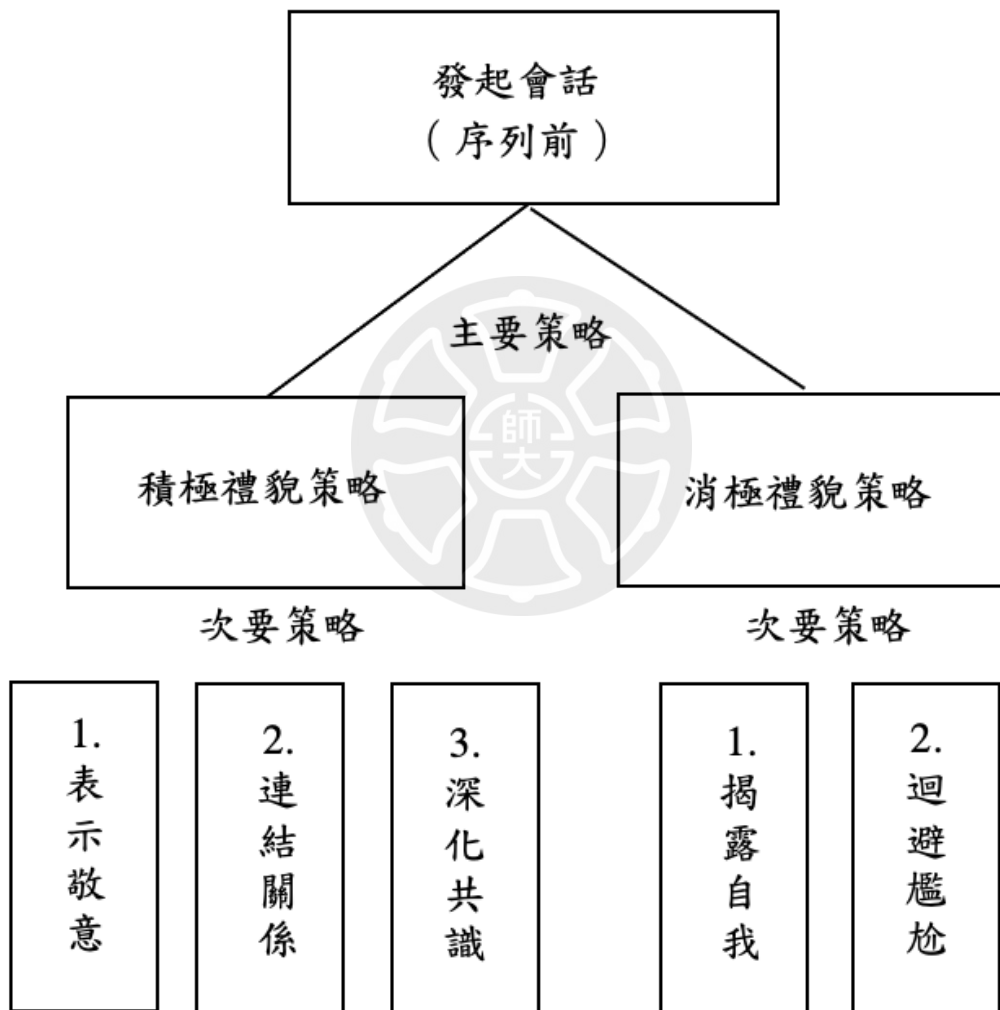 發起會話
（序列前）
主要策略
師大
積極禮貌策略
消極禮貌策略
次要策略
次要策略
1.
表示敬意
2.
連結關係
3.
深化共識
1.
揭露自我
2.
迴避尷尬